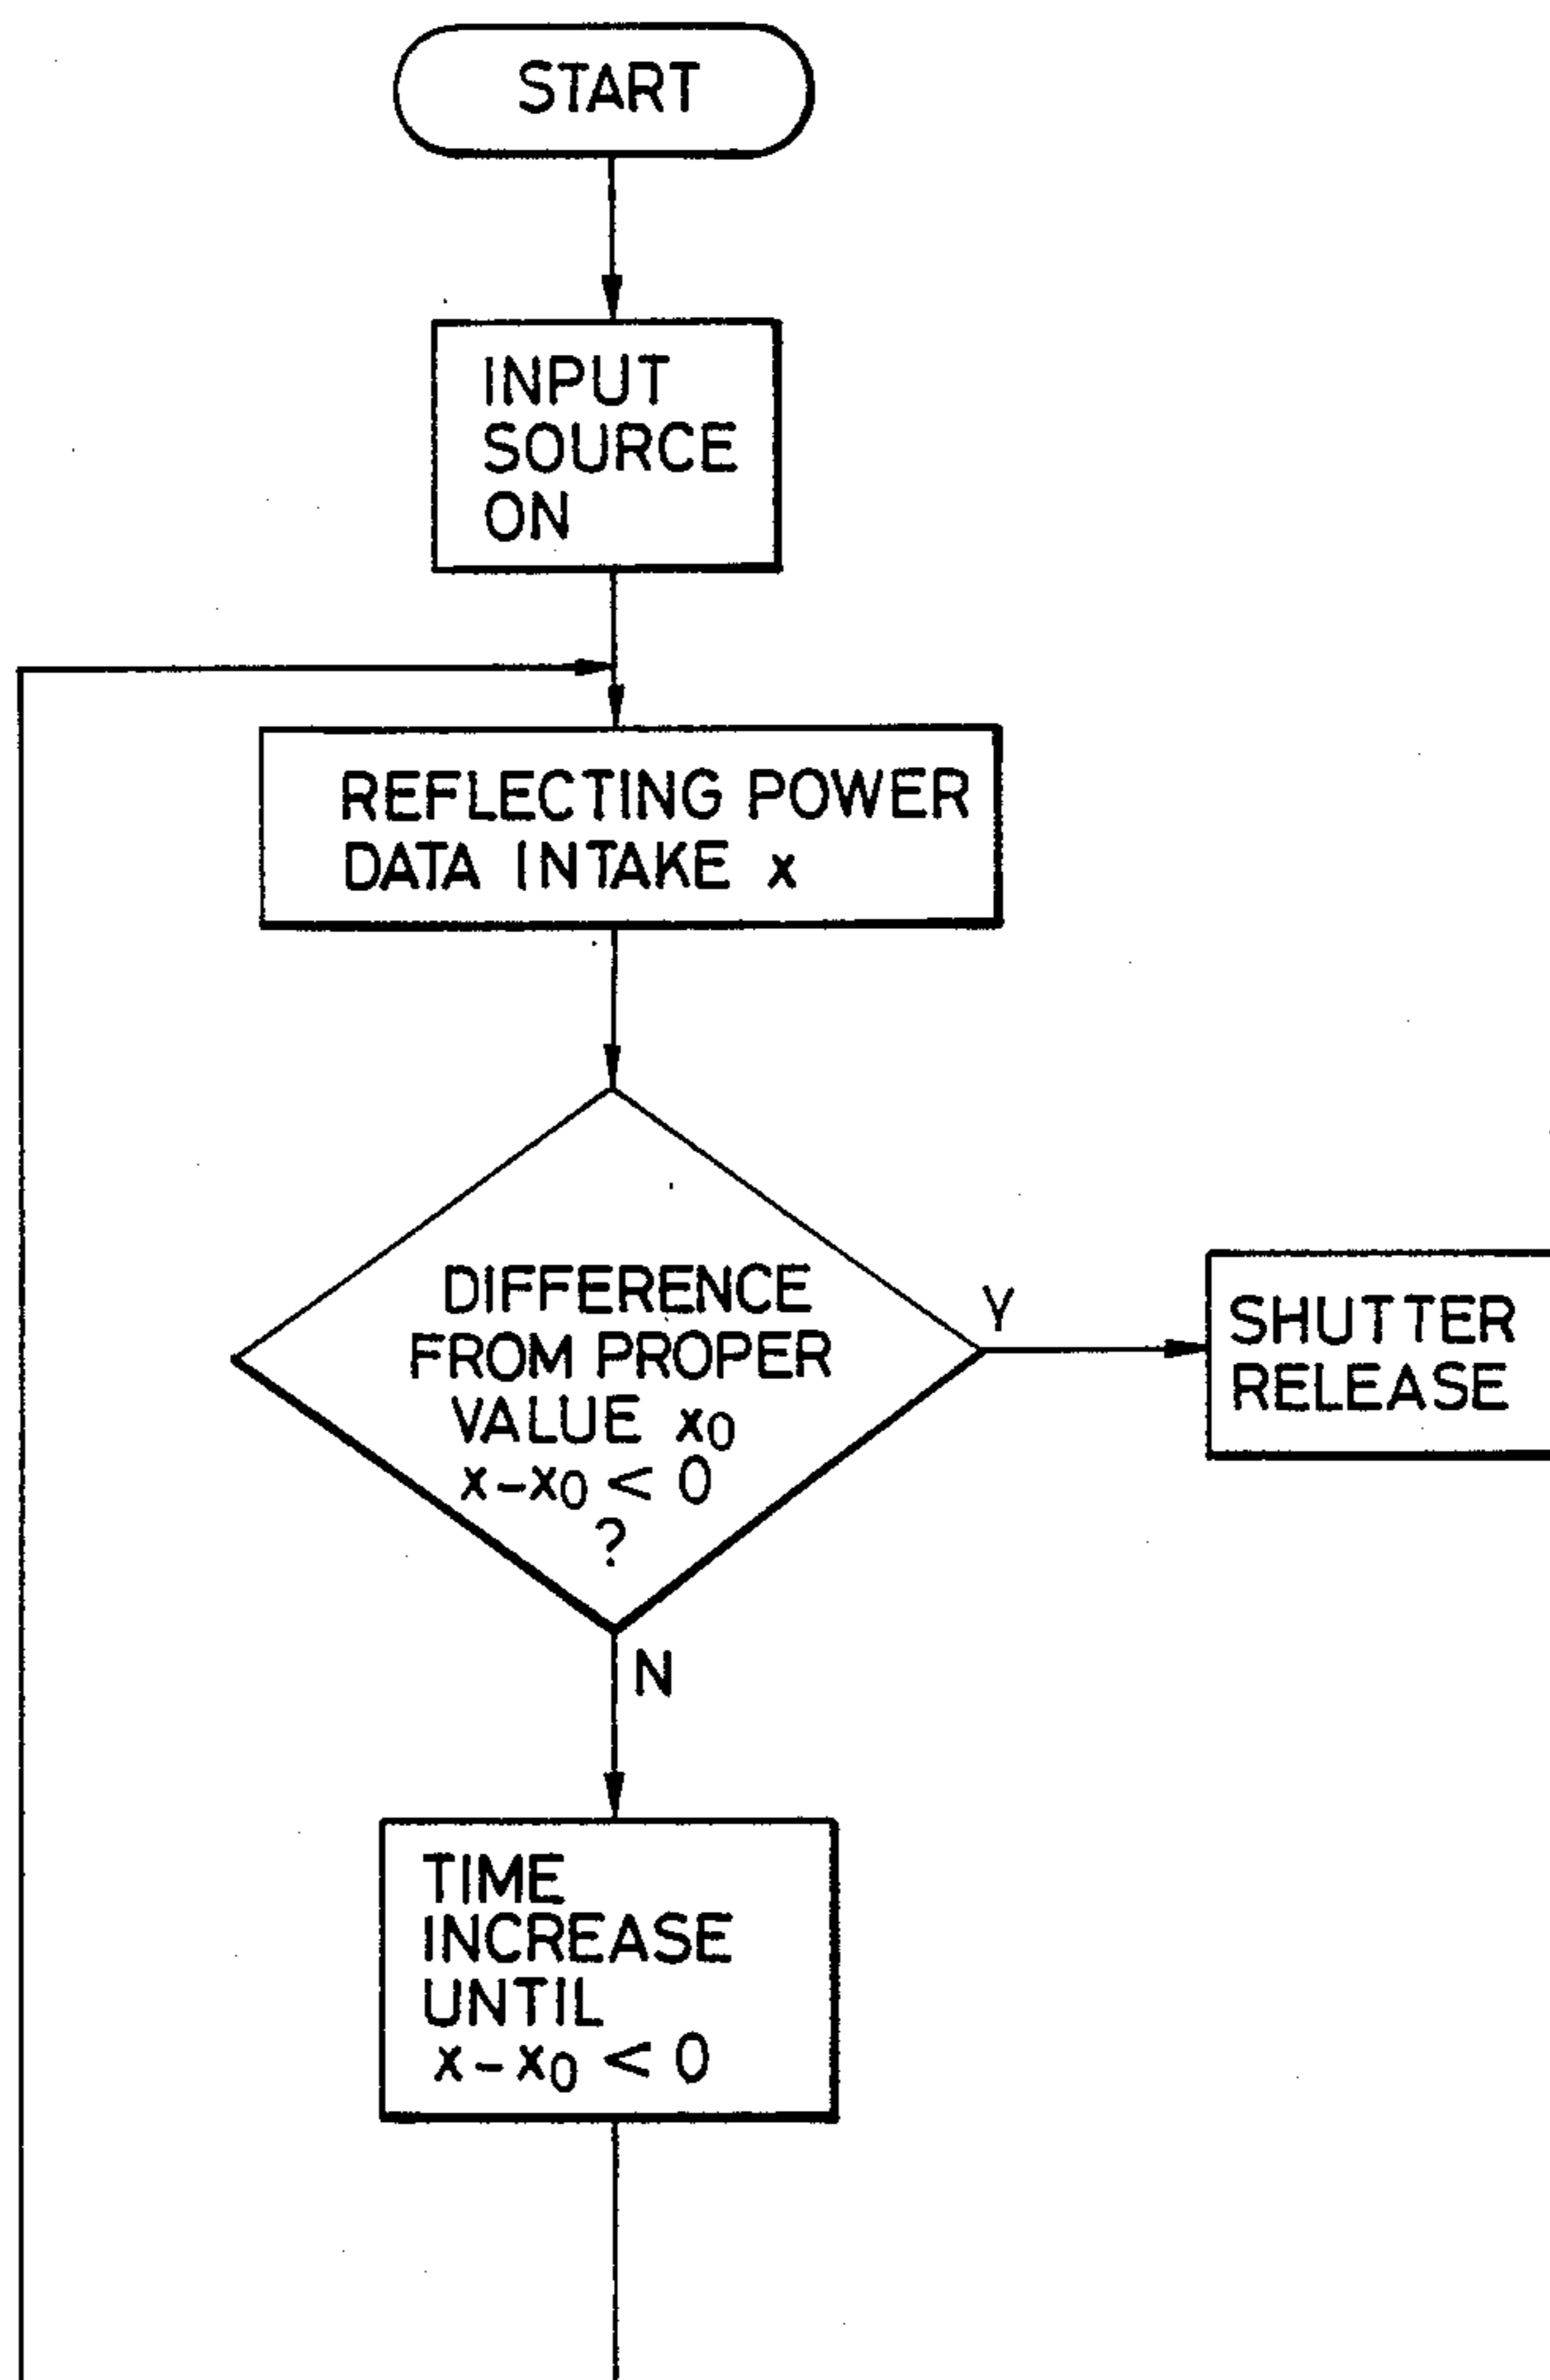 START
INPUT
SOURCE
ON
REFLECTING POWER
DATA INTAKE x
DIFFERENCE
FROM PROPER
VALUE x₀
x-x₀ < 0
?
Y
SHUTTER
RELEASE
N
TIME
INCREASE
UNTIL
x-x₀ < 0